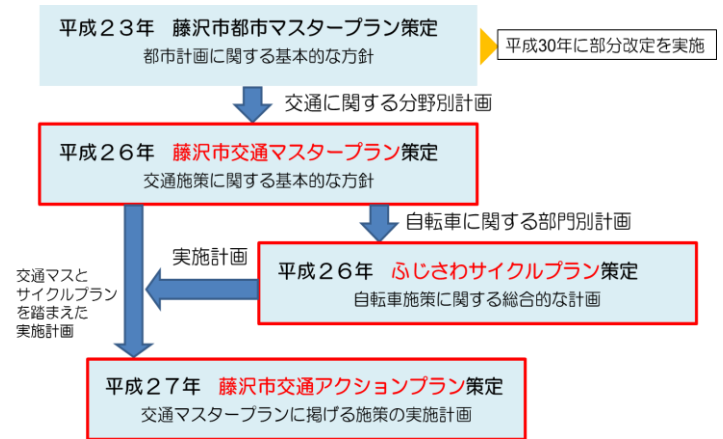 平成２３年　藤沢市都市マスタープラン策定
都市計画に関する基本的な方針
平成30年に部分改定を実施
交通に関する分野別計画
平成２６年　藤沢市交通マスタープラン策定
交通施策に関する基本的な方針
自転車に関する部門別計画
実施計画
平成２６年　ふじさわサイクルプラン策定
自転車施策に関する総合的な計画
交通マスと
サイクルプラン
を踏まえた
実施計画
平成２７年　藤沢市交通アクションプラン策定
交通マスタープランに掲げる施策の実施計画